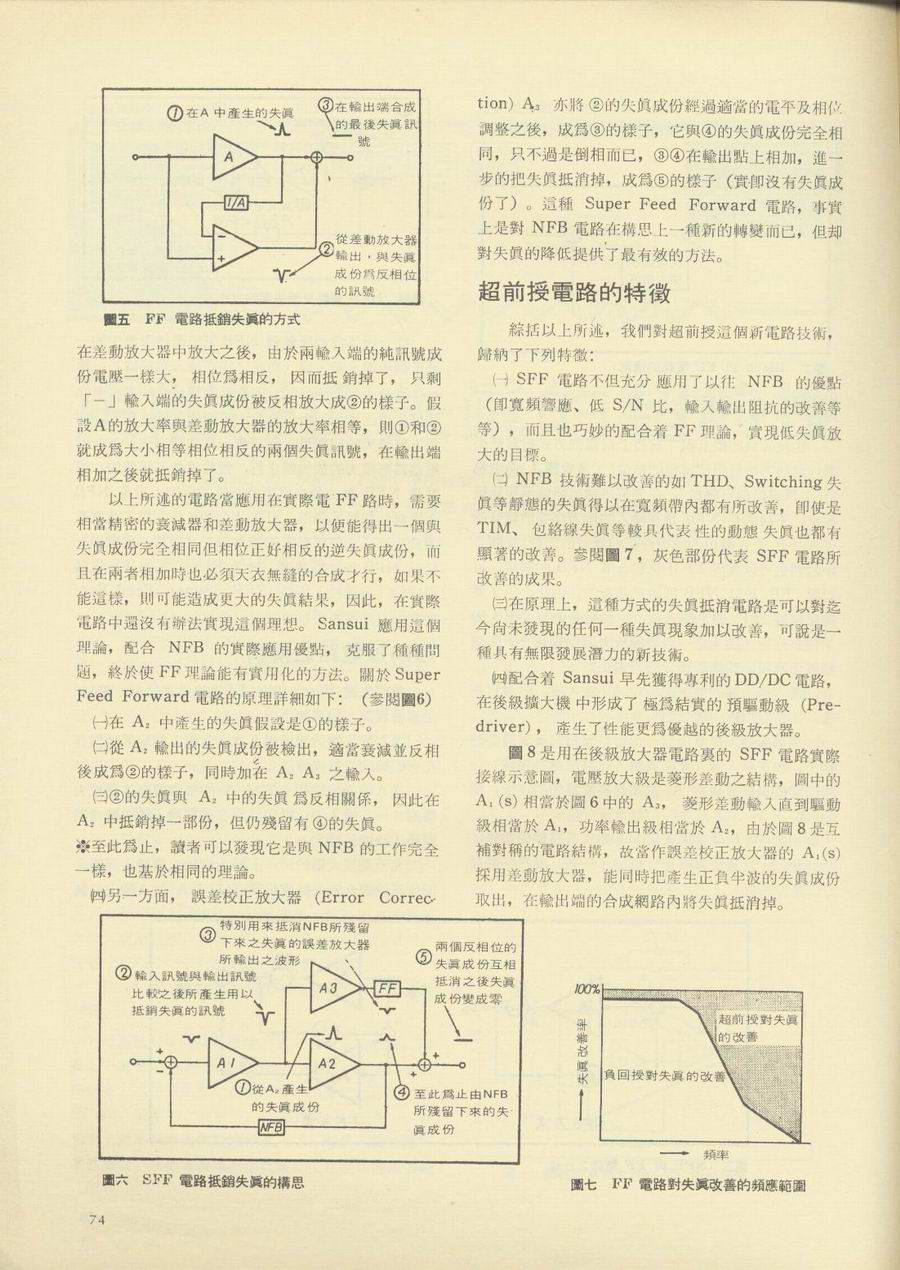 ①在A 中產生的失眞
③在輸出端合成
的最後失眞訊
號
A
1/A
−
+
②
從差動放大器
輸出，與失眞
成份爲反相位
的訊號
圖五 FF 電路抵銷失眞的方式
在差動放大器中放大之後，由於兩輸入端的純訊號成
份電壓一樣大， 相位爲相反， 因而抵 銷掉了， 只剩
「－」輸入端的失眞成份被反相放大成②的樣子。假
設A的放大率與差動放大器的放大率相等，則①和②
就成爲大小相等相位相反的兩個失眞訊號，在輸出端
相加之後就抵銷掉了。
以上所述的電路當應用在實際電 FF 路時，需要
相當精密的衰減器和差動放大器，以便能得出一個與
失眞成份完全相同但相位正好相反的逆失眞成份，而
且在兩者相加時也必須天衣無縫的合成才行，如果不
能這樣，則可能造成更大的失眞結果，因此，在實際
電路中還沒有辦法實現這個理想。 Sansui 應用這個
理論，配合 NFB 的實際應用優點， 克服了種種問
題，終於使 FF 理論能有實用化的方法。關於 Super
Feed Forward 電路的原理詳細如下：（參閱圖6）
㈠在 A₂ 中產生的失眞假設是①的樣子。
㈡從 A₂ 輸出的失眞成份被檢出，適當衰減並反相
後成爲②的樣子，同時加在 A₂ A₃ 之輸入。
㈢②的失眞與 A₂ 中的失眞 爲反相關係， 因此在
A₂ 中抵銷掉一部份，但仍殘留有 ④的失眞。
※至此爲止，讀者可以發現它是與 NFB 的工作完全
一樣，也基於相同的理論。
㈣另一方面， 誤差校正放大器 (Error Correc-
tion) A₃ 亦將 ②的失眞成份經過適當的電平及相位
調整之後，成爲③的樣子，它與④的失眞成份完全相
同，只不過是倒相而已，③④在輸出點上相加，進一
步的把失眞抵消掉，成爲⑤的樣子（實卽沒有失眞成
份了）。這種 Super Feed Forward 電路，事實
上是對 NFB 電路在構思上一種新的轉變而已，但却
對失眞的降低提供了最有效的方法。
超前授電路的特徵
綜括以上所述，我們對超前授這個新電路技術，
歸納了下列特徵：
㈠ SFF 電路不但充分 應用了以往 NFB 的優點
（卽寬頻響應、低 S/N 比，輸入輸出阻抗的改善等
等），而且也巧妙的配合着 FF 理論，實現低失眞放
大的目標。
㈡ NFB 技術難以改善的如 THD、Switching 失
眞等靜態的失眞得以在寬頻帶內都有所改善，卽使是
TIM、 包絡線失眞等較具代表 性的動態 失眞也都有
顯著的改善。參閱圖 7，灰色部份代表 SFF 電路所
改善的成果。
㈢在原理上，這種方式的失眞抵消電路是可以對迄
今尚未發現的任何一種失眞現象加以改善，可說是一
種具有無限發展潛力的新技術。
㈣配合着 Sansui 早先獲得專利的 DD/DC 電路，
在後級擴大機 中形成了 極爲結實的 預驅動級 (Pre-
driver)， 產生了性能更爲優越的後級放大器。
圖 8 是用在後級放大器電路裏的 SFF 電路實際
接線示意圖，電壓放大級是菱形差動之結構，圖中的
A₁ (s) 相當於圖 6 中的 A₃， 菱形差動輸入直到驅動
級相當於 A₁，功率輸出級相當於 A₂，由於圖 8 是互
補對稱的電路結構，故當作誤差校正放大器的 A₁(s)
採用差動放大器，能同時把產生正負半波的失眞成份
取出，在輸出端的合成網路內將失眞抵消掉。
③
特別用來抵消NFB所殘留
下來之失眞的誤差放大器
所輸出之波形
②輸入訊號與輸出訊號
比較之後所產生用以
抵銷失眞的訊號
⑤
兩個反相位的
失眞成份互相
抵消之後失眞
成份變成零
A3
FF
+
−
A1
A2
+
+
①從A₂產生
的失眞成份
④至此爲止由NFB
所殘留下來的失
眞成份
NFB
圖六 SFF 電路抵銷失眞的構思
100%
超前授對失眞
的改善
負回授對失眞的改善
失眞改善率
頻率
圖七 FF 電路對失眞改善的頻應範圍
74